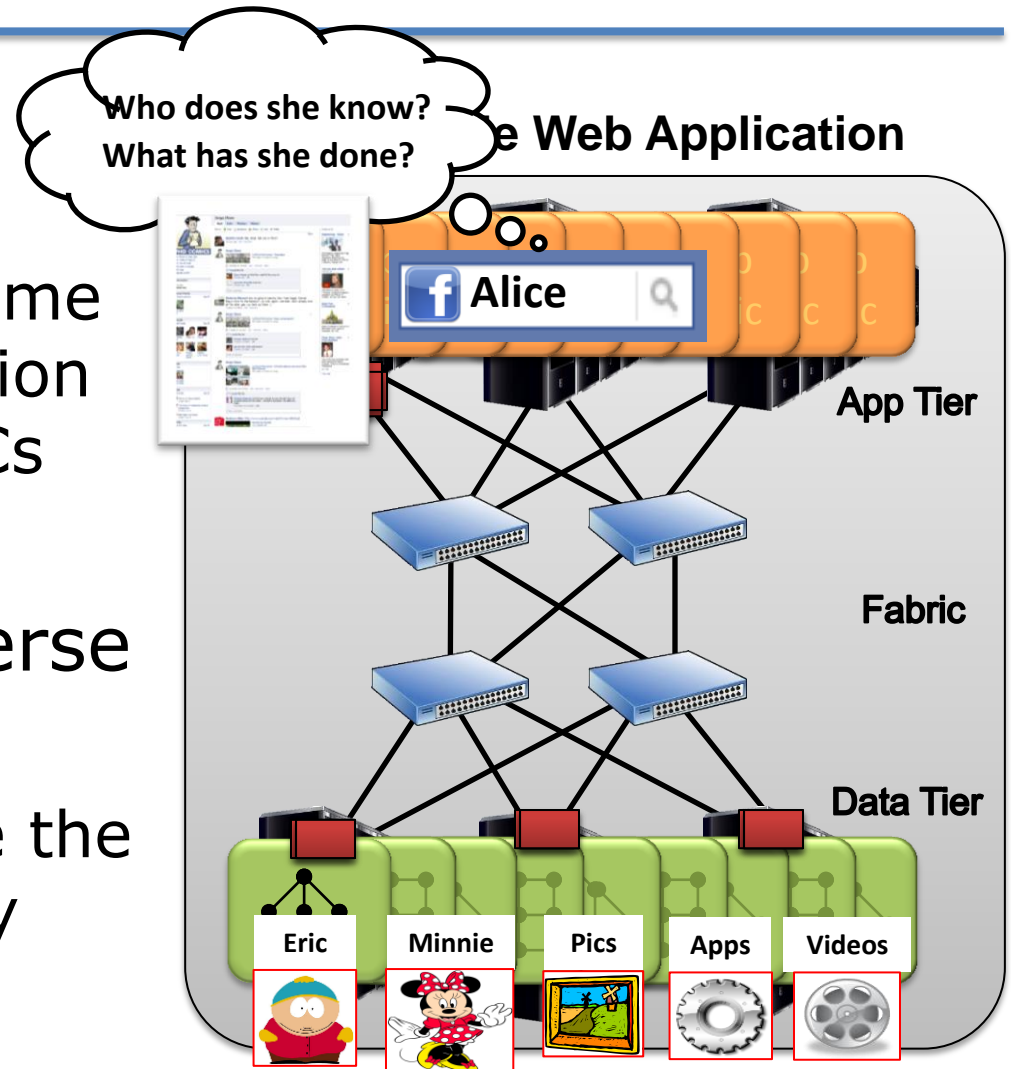 Who does she know?
What has she done?
e Web Application
f Alice
me
ion
Cs
App Tier
Fabric
erse
Data Tier
e the
y
Eric Minnie Pics Apps Videos